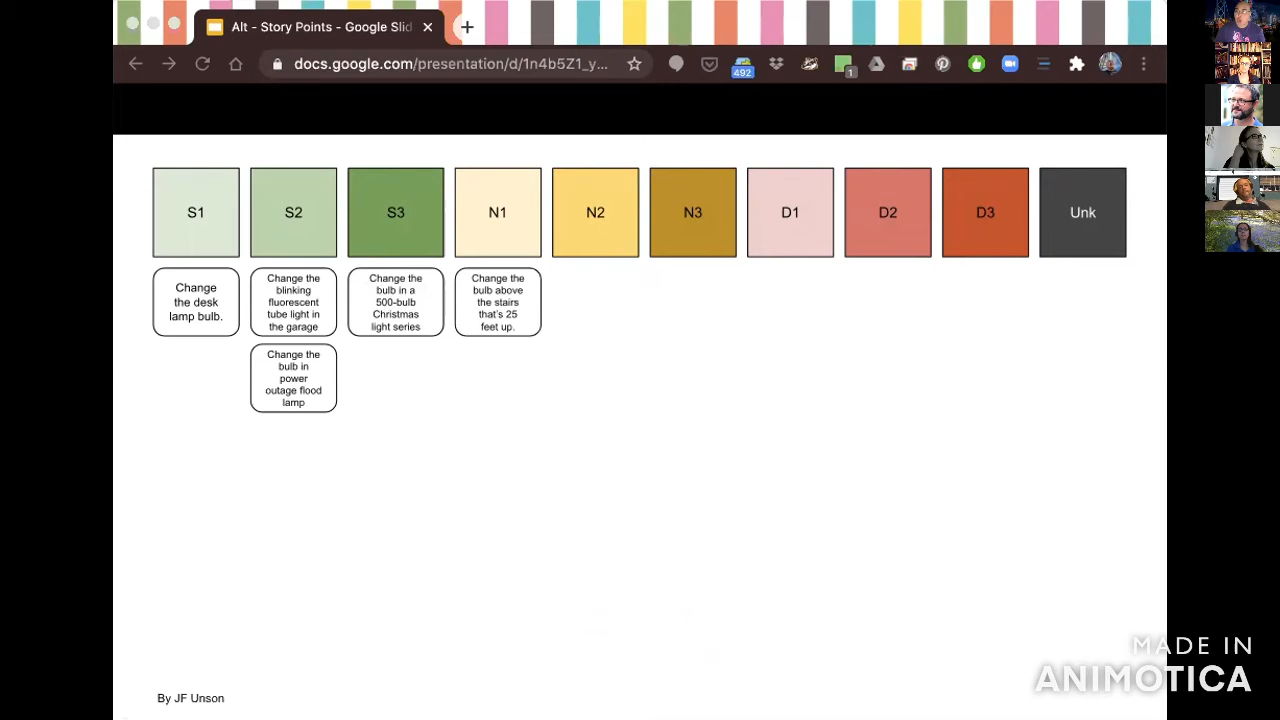 Alt - Story Points - Google Slid
docs.google.com/presentation/d/1n4b5Z1_y...
492
1
S1
S2
S3
N1
N2
N3
D1
D2
D3
Unk
Change
the desk
lamp bulb.
Change the
blinking
fluorescent
tube light in
the garage
Change the
bulb in a
500-bulb
Christmas
light series
Change the
bulb above
the stairs
that's 25
feet up.
Change the
bulb in
power
outage flood
lamp
By JF Unson
MADE IN
ANIMOTICA